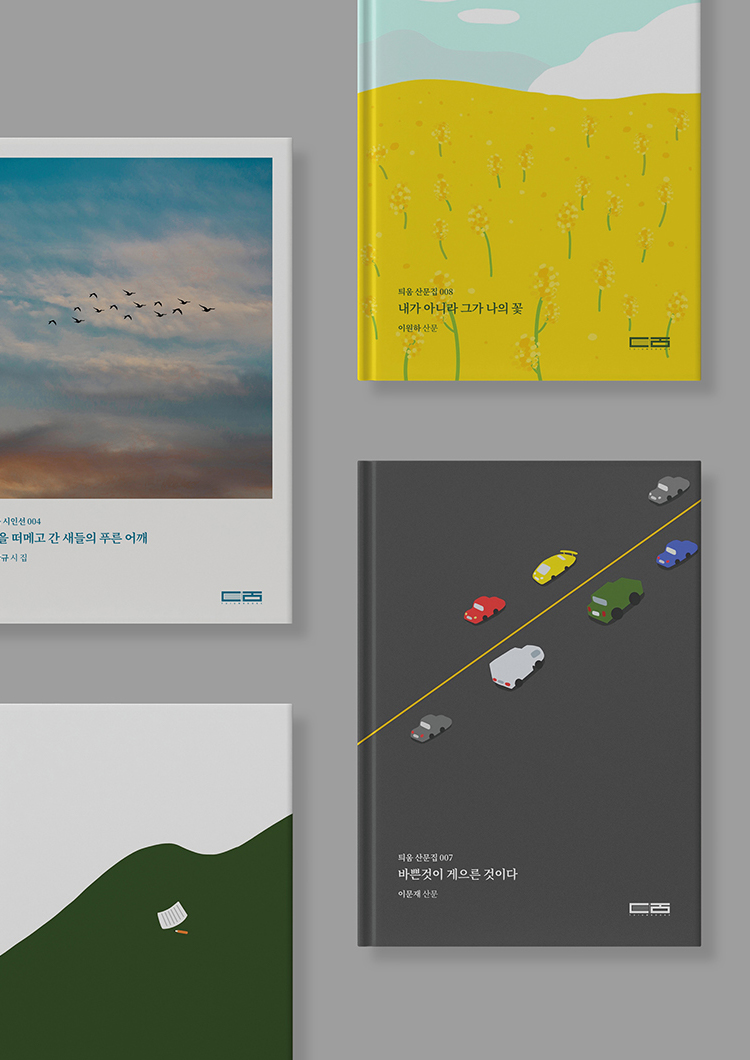 틔움 산문집 008
내가 아니라 그가 나의 꽃
이원하 산문
시인선 004
을 떠메고 간 새들의 푸른 어깨
규 시집
틔움 산문집 007
바쁜것이 게으른 것이다
이문재 산문